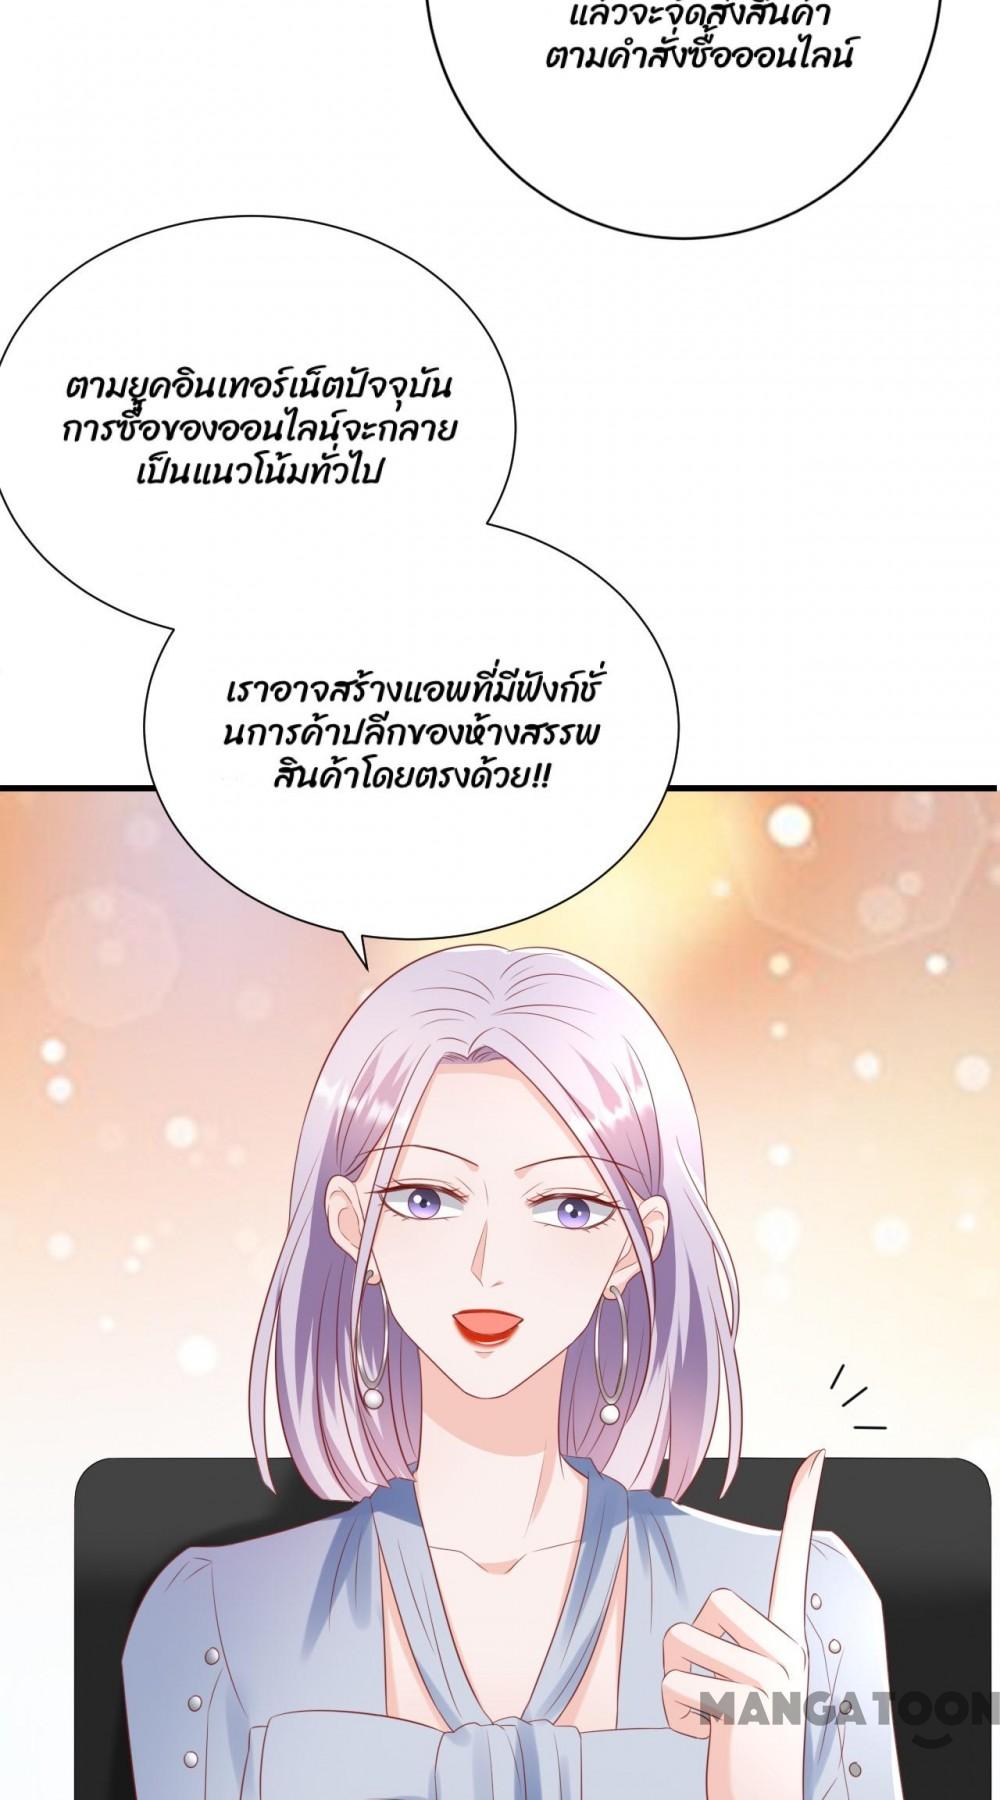 แล้วจะจัดส่งสินค้า
ตามคำสั่งซื้อออนไลน์
ตามยุคอินเทอร์เน็ตปัจจุบัน
การซื้อของออนไลน์จะกลาย
เป็นแนวโน้มทั่วไป
เราอาจสร้างแอพที่มีฟังก์ชั่
นการค้าปลีกของห้างสรรพ
สินค้าโดยตรงด้วย!!
MANGATOON